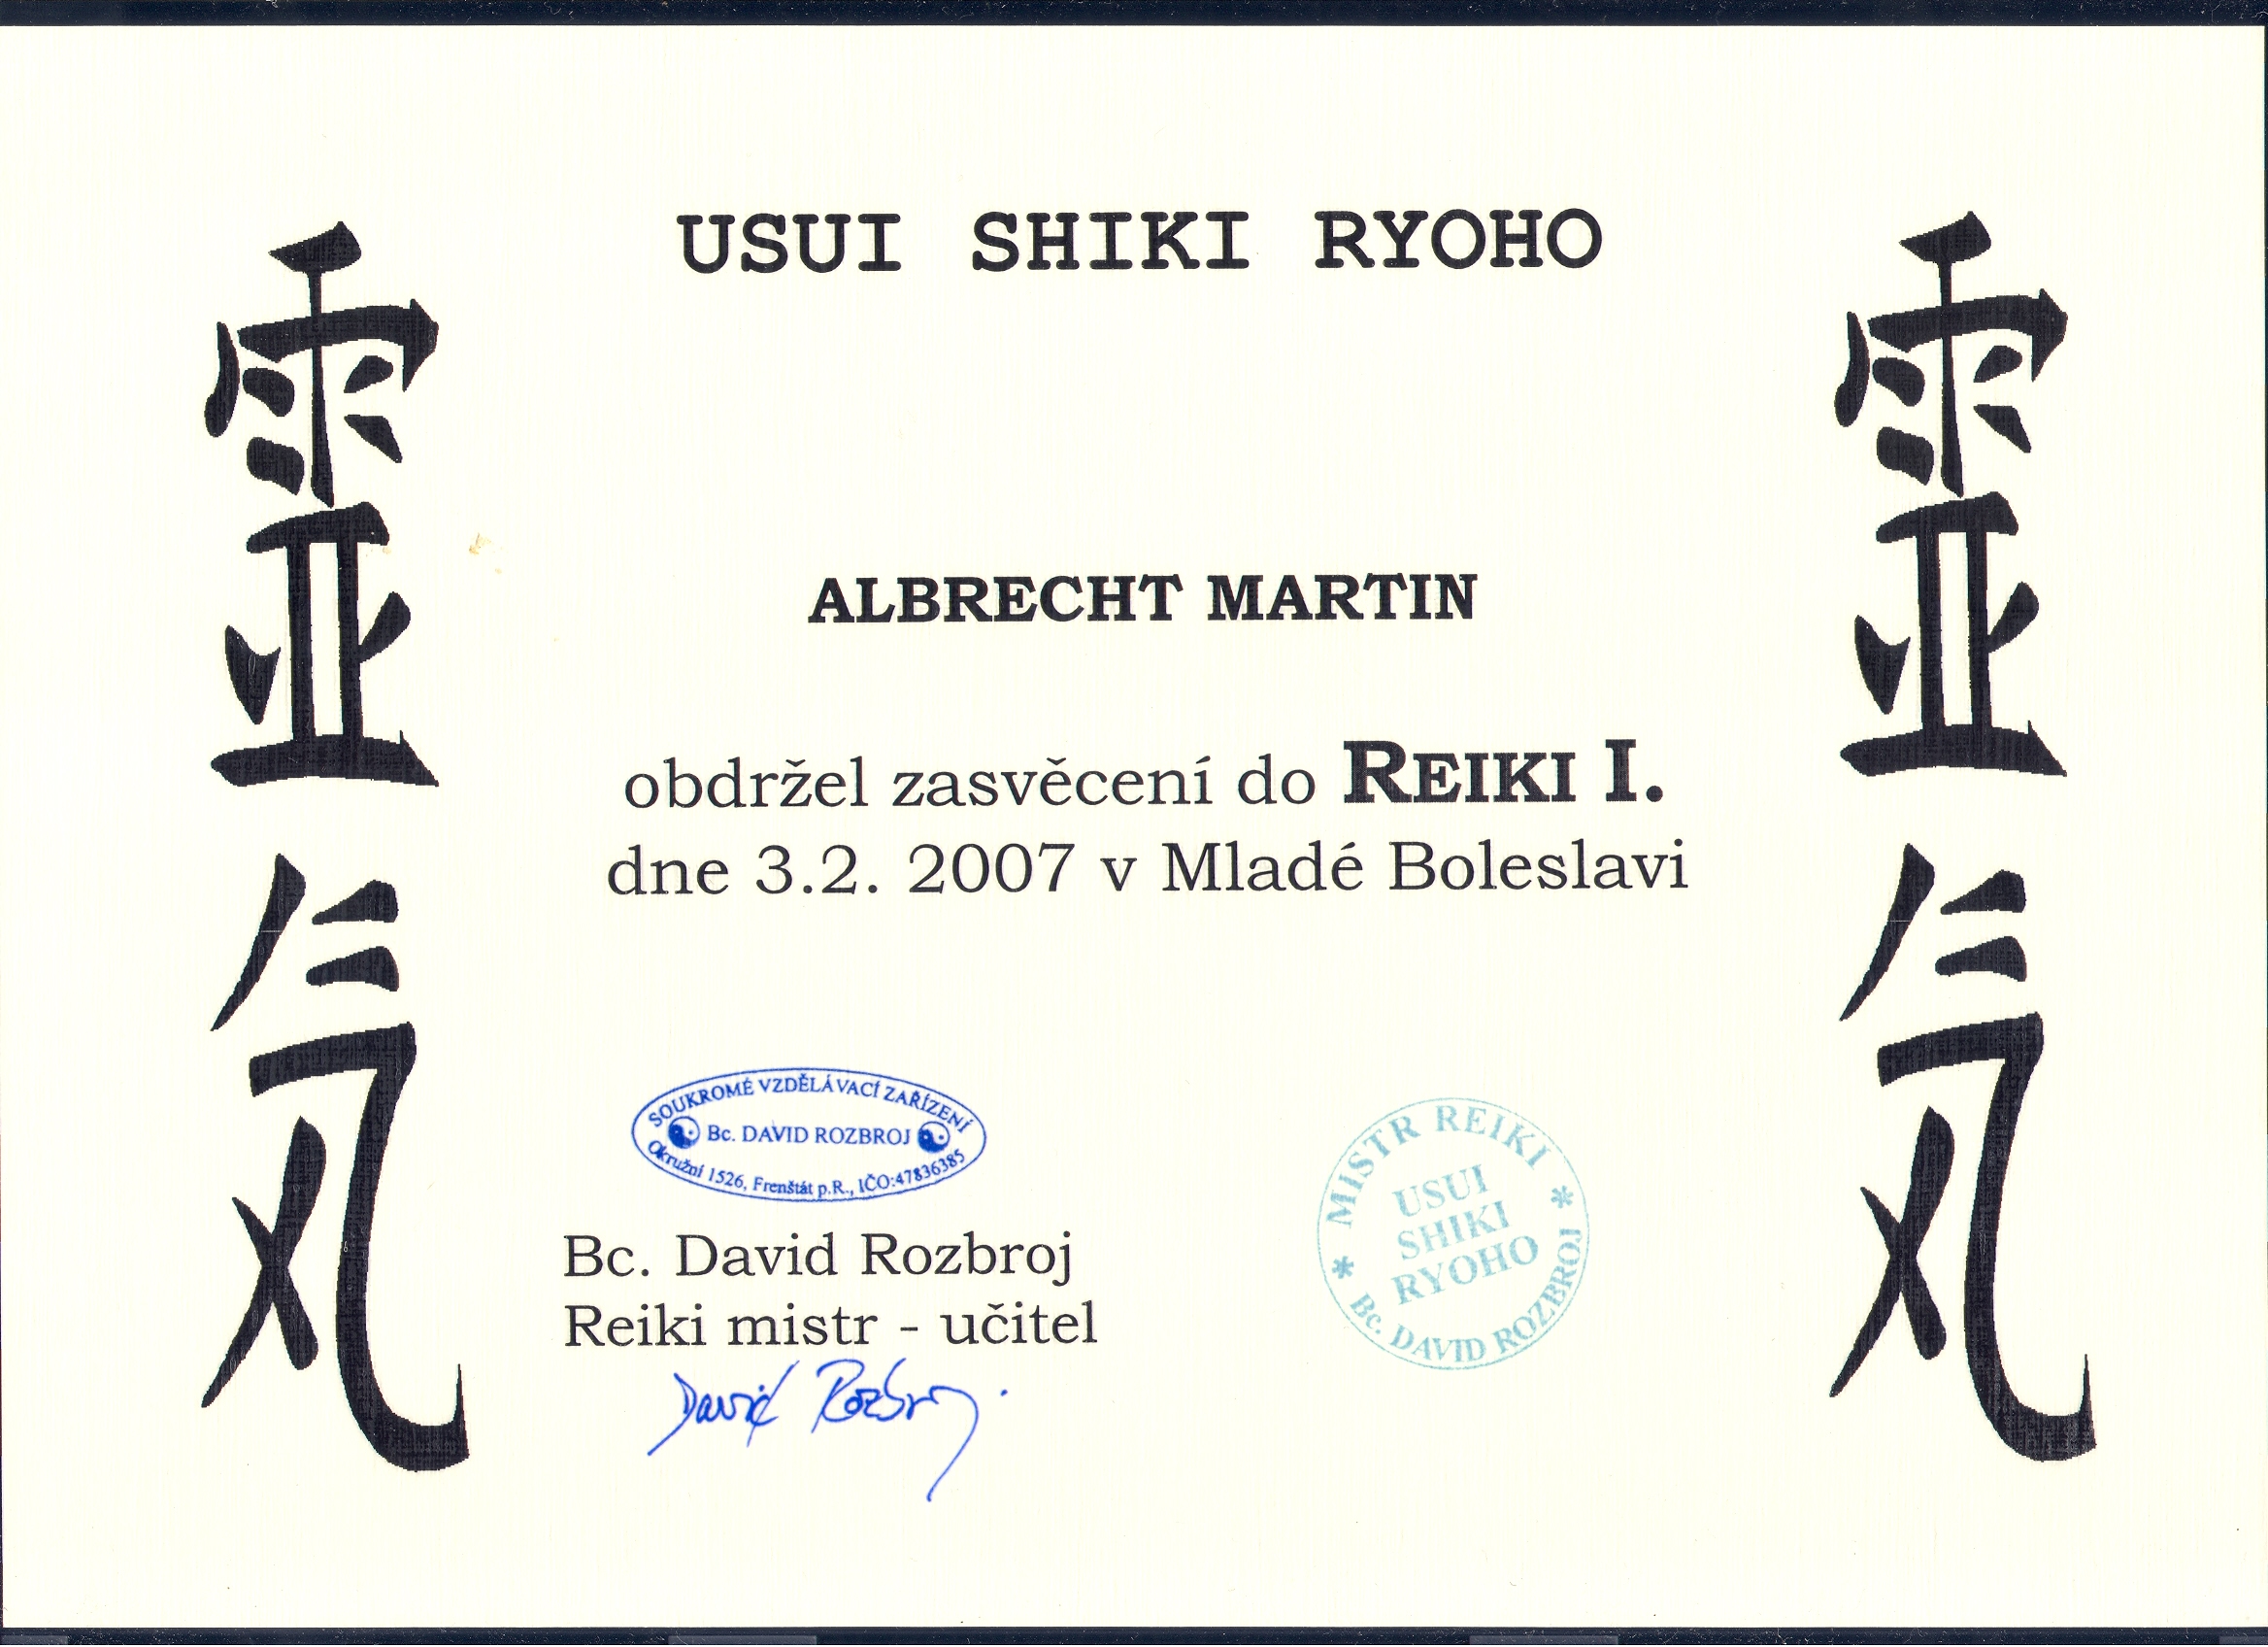 USUI SHIKI RYOHO
霊気
霊気
ALBRECHT MARTIN
obdržel zasvěcení do REIKI I.
dne 3.2. 2007 v Mladé Boleslavi
SOUKROMÉ VZDĚLÁVACÍ ZAŘÍZENÍ
Bc. DAVID ROZBROJ
Okružní 1526, Frenštát p.R., IČO:47836385
Bc. David Rozbroj
Reiki mistr - učitel
David Rozbroj
* MISTR REIKI *
USUI
SHIKI
RYOHO
Bc. DAVID ROZBROJ